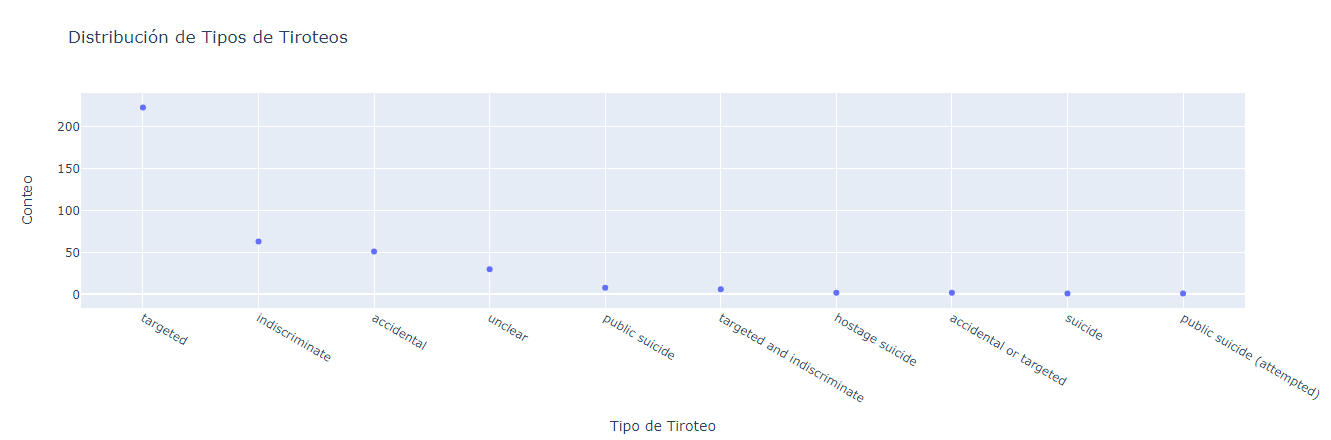 Distribución de Tipos de Tiroteos
Conteo
200
150
100
50
0
targeted
indiscriminate
accidental
unclear
public suicide
targeted and indiscriminate
hostage suicide
accidental or targeted
suicide
public suicide (attempted)
Tipo de Tiroteo